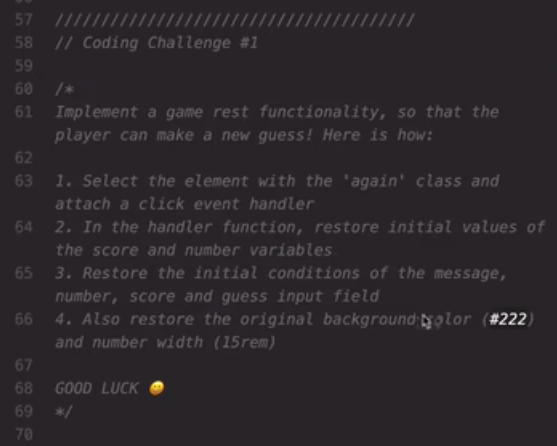 57 ///////////////////////////////////////
58 // Coding Challenge #1
59
60 /*
61 Implement a game rest functionality, so that the
player can make a new guess! Here is how:
62
63 1. Select the element with the 'again' class and
attach a click event handler
64 2. In the handler function, restore initial values of
the score and number variables
65 3. Restore the initial conditions of the message,
number, score and guess input field
66 4. Also restore the original background color (#222)
and number width (15rem)
67
68 GOOD LUCK 😀
69 */
70